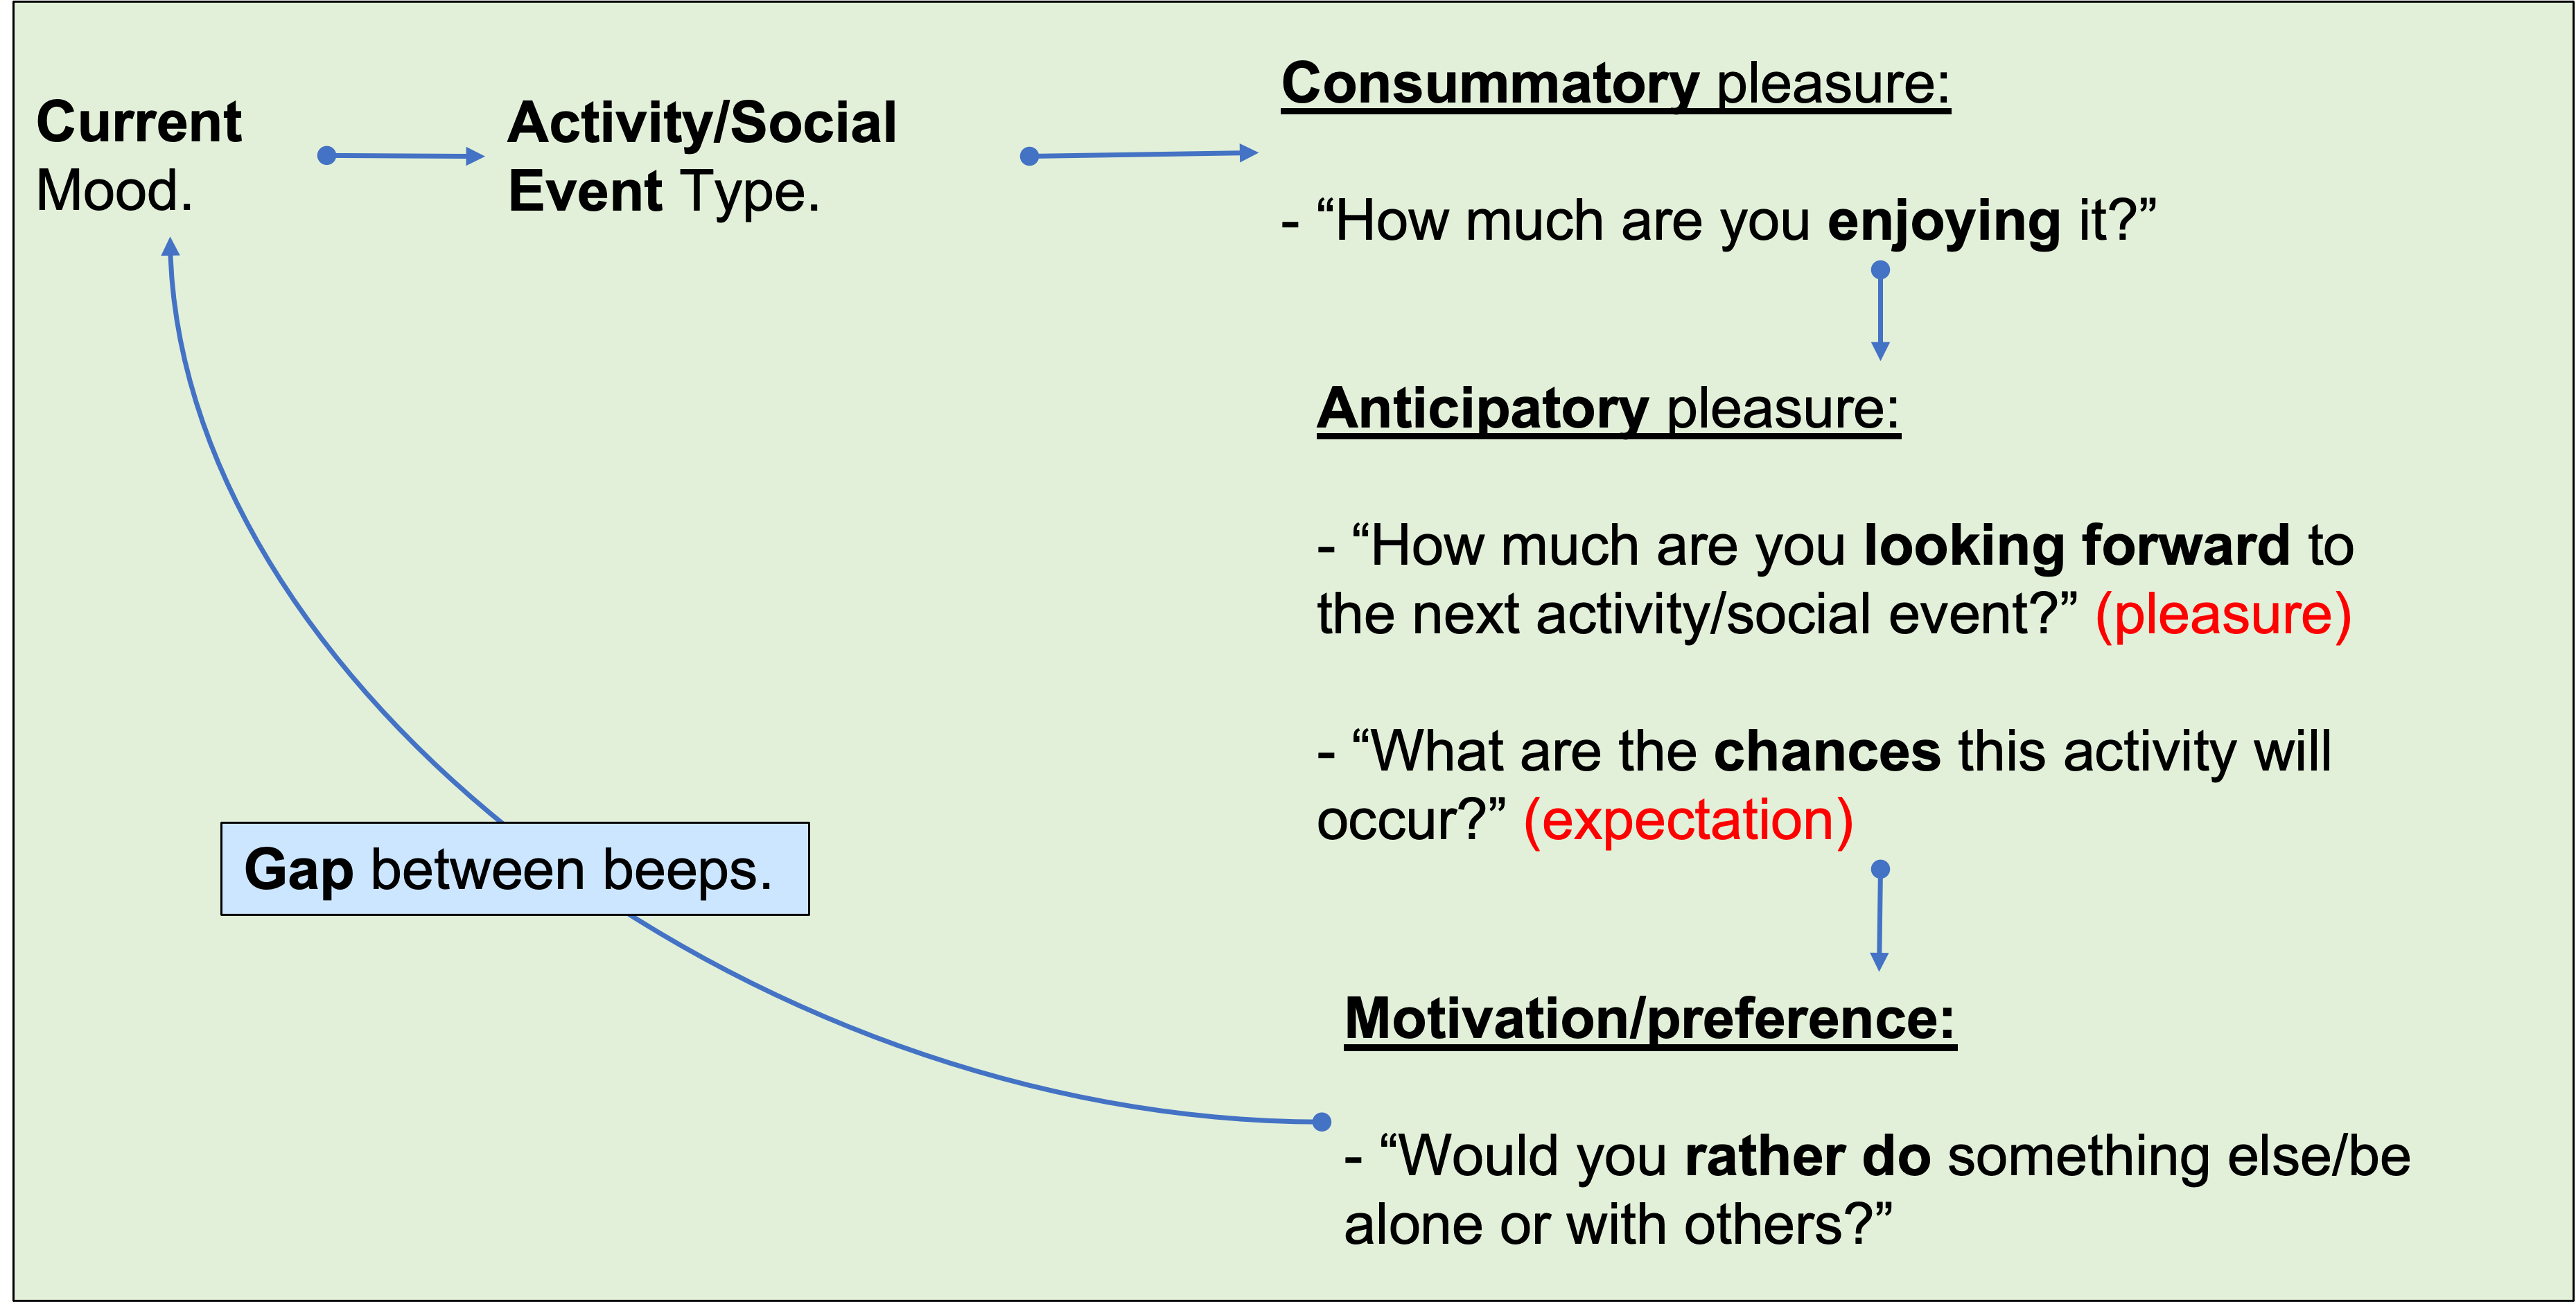 Current
Mood.
Activity/Social
Event Type.
Consummatory pleasure:
- “How much are you enjoying it?”
Anticipatory pleasure:
- “How much are you looking forward to
the next activity/social event?” (pleasure)
- “What are the chances this activity will
occur?” (expectation)
Gap between beeps.
Motivation/preference:
- “Would you rather do something else/be
alone or with others?”